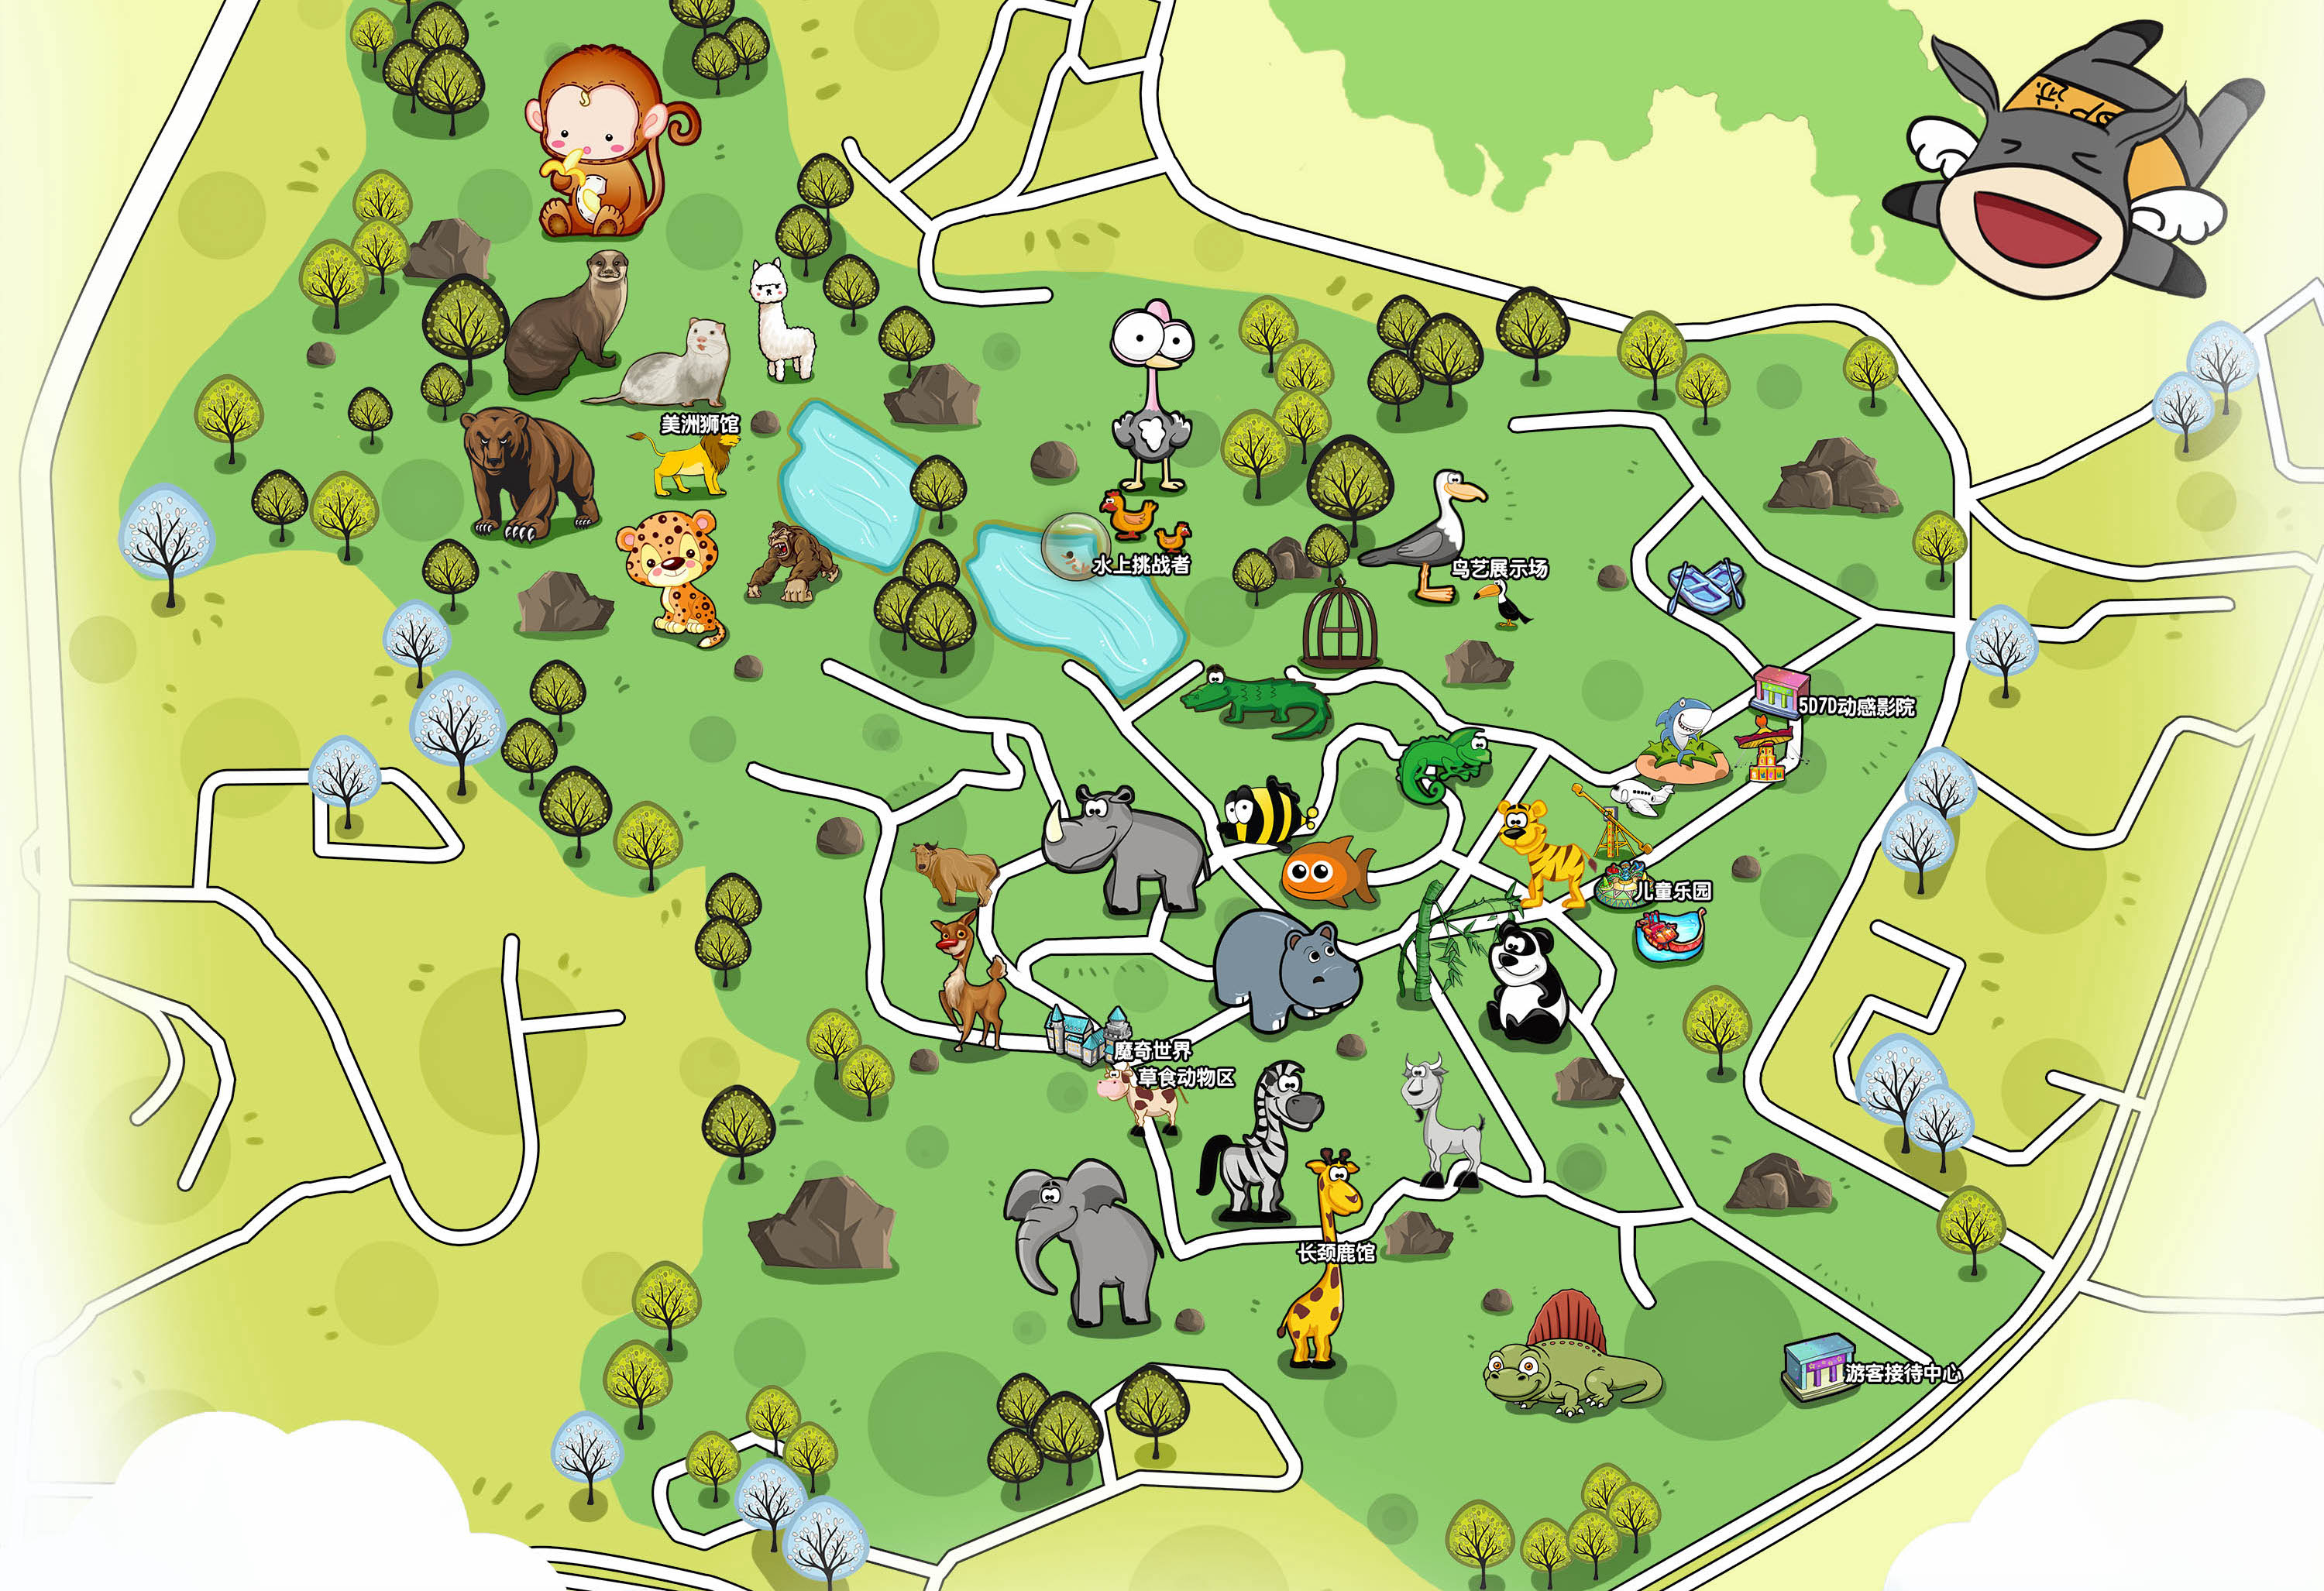 美洲狮馆
水上挑战者
鸟艺展示场
5D7D动感影院
儿童乐园
魔奇世界
草食动物区
长颈鹿馆
游客接待中心